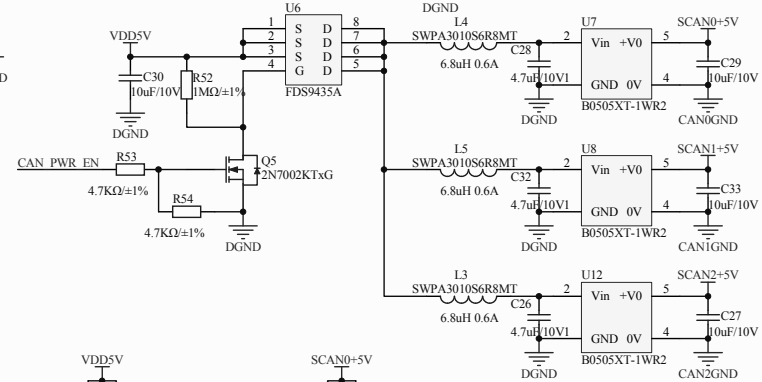 DGND
U6
L4
U7
SCAN0+5V
VDD5V
1 S D 8
2 S D 7
3 S D 6
4 G D 5
FDS9435A
SWPA3010S6R8MT
6.8uH 0.6A
C28
4.7uF/10V1
2 Vin +V0 5
GND 0V 4
B0505XT-1WR2
C29
10uF/10V
DGND
CAN0GND
C30
10uF/10V
R52
1MΩ/±1%
DGND
D
CAN_PWR_EN
R53
4.7KΩ/±1%
R54
4.7KΩ/±1%
Q5
2N7002KTxG
DGND
L5
SWPA3010S6R8MT
6.8uH 0.6A
C32
4.7uF/10V1
U8
2 Vin +V0 5
GND 0V 4
B0505XT-1WR2
SCAN1+5V
C33
10uF/10V
DGND
CAN1GND
L3
SWPA3010S6R8MT
6.8uH 0.6A
C26
4.7uF/10V1
U12
2 Vin +V0 5
GND 0V 4
B0505XT-1WR2
SCAN2+5V
C27
10uF/10V
DGND
CAN2GND
VDD5V
SCAN0+5V